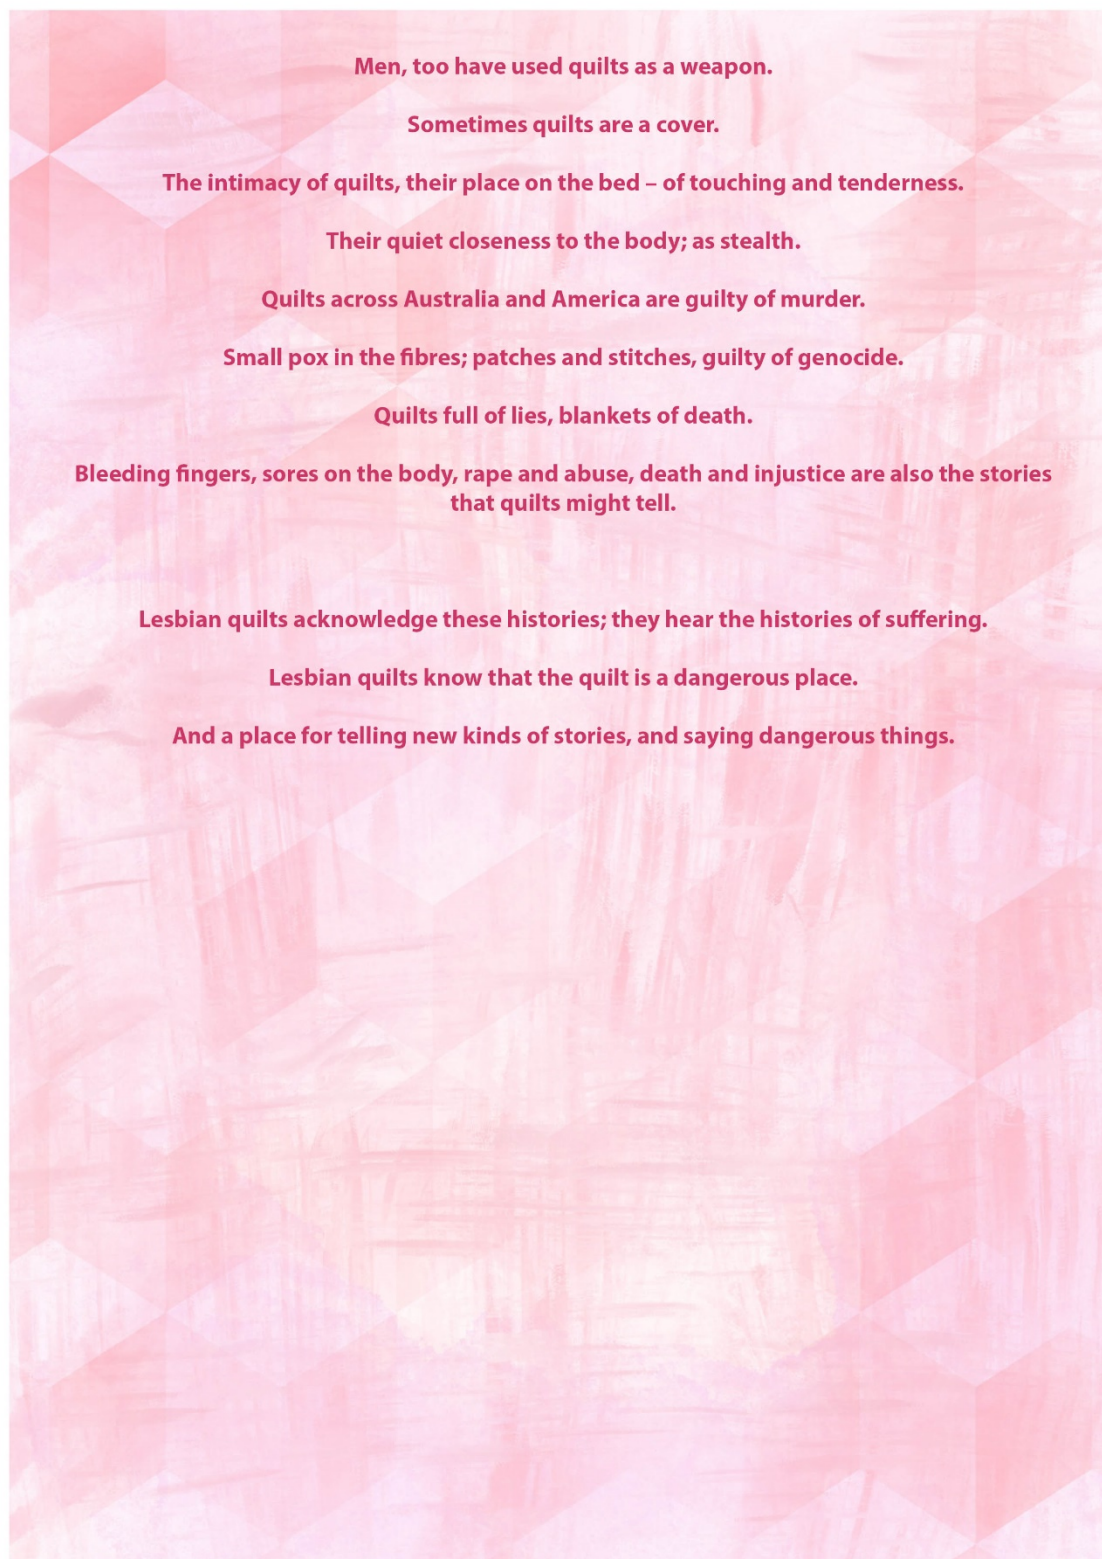 Men, too have used quilts as a weapon.
Sometimes quilts are a cover.
The intimacy of quilts, their place on the bed – of touching and tenderness.
Their quiet closeness to the body; as stealth.
Quilts across Australia and America are guilty of murder.
Small pox in the fibres; patches and stitches, guilty of genocide.
Quilts full of lies, blankets of death.
Bleeding fingers, sores on the body, rape and abuse, death and injustice are also the stories
that quilts might tell.
Lesbian quilts acknowledge these histories; they hear the histories of suffering.
Lesbian quilts know that the quilt is a dangerous place.
And a place for telling new kinds of stories, and saying dangerous things.